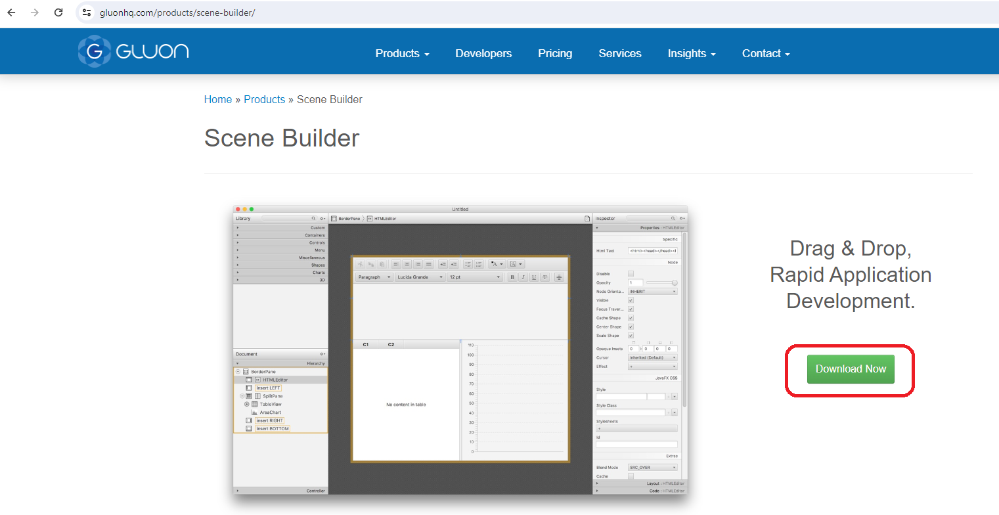 gluonhq.com/products/scene-builder/
G GLUON
Products Developers Pricing Services Insights Contact
Home » Products » Scene Builder
Scene Builder
Untitled
Library
Custom
Containers
Controls
Menu
Miscellaneous
Shapes
Charts
3D
Document
Hierarchy
BorderPane
HTMLEditor
insert LEFT
SplitPane
TableView
AreaChart
insert RIGHT
insert BOTTOM
Controller
BorderPane HTMLEditor
Paragraph Lucida Grande 12 pt B I U T
C1 C2
No content in table
110
100
90
80
70
60
50
40
30
20
10
0
Inspector
Properties : HTMLEditor
Specific
Html Text <html><head></head><
Node
Disable
Opacity 1
Node Orienta... INHERIT
Visible
Focus Traver...
Cache Shape
Center Shape
Scale Shape
Opaque Insets 0 0 0 0
Cursor Inherited (Default)
Effect +
JavaFX CSS
Style
Style Class
Stylesheets
+
Id
Extras
Blend Mode SRC_OVER
Cache
Layout : HTMLEditor
Code : HTMLEditor
Drag & Drop,
Rapid Application
Development.
Download Now